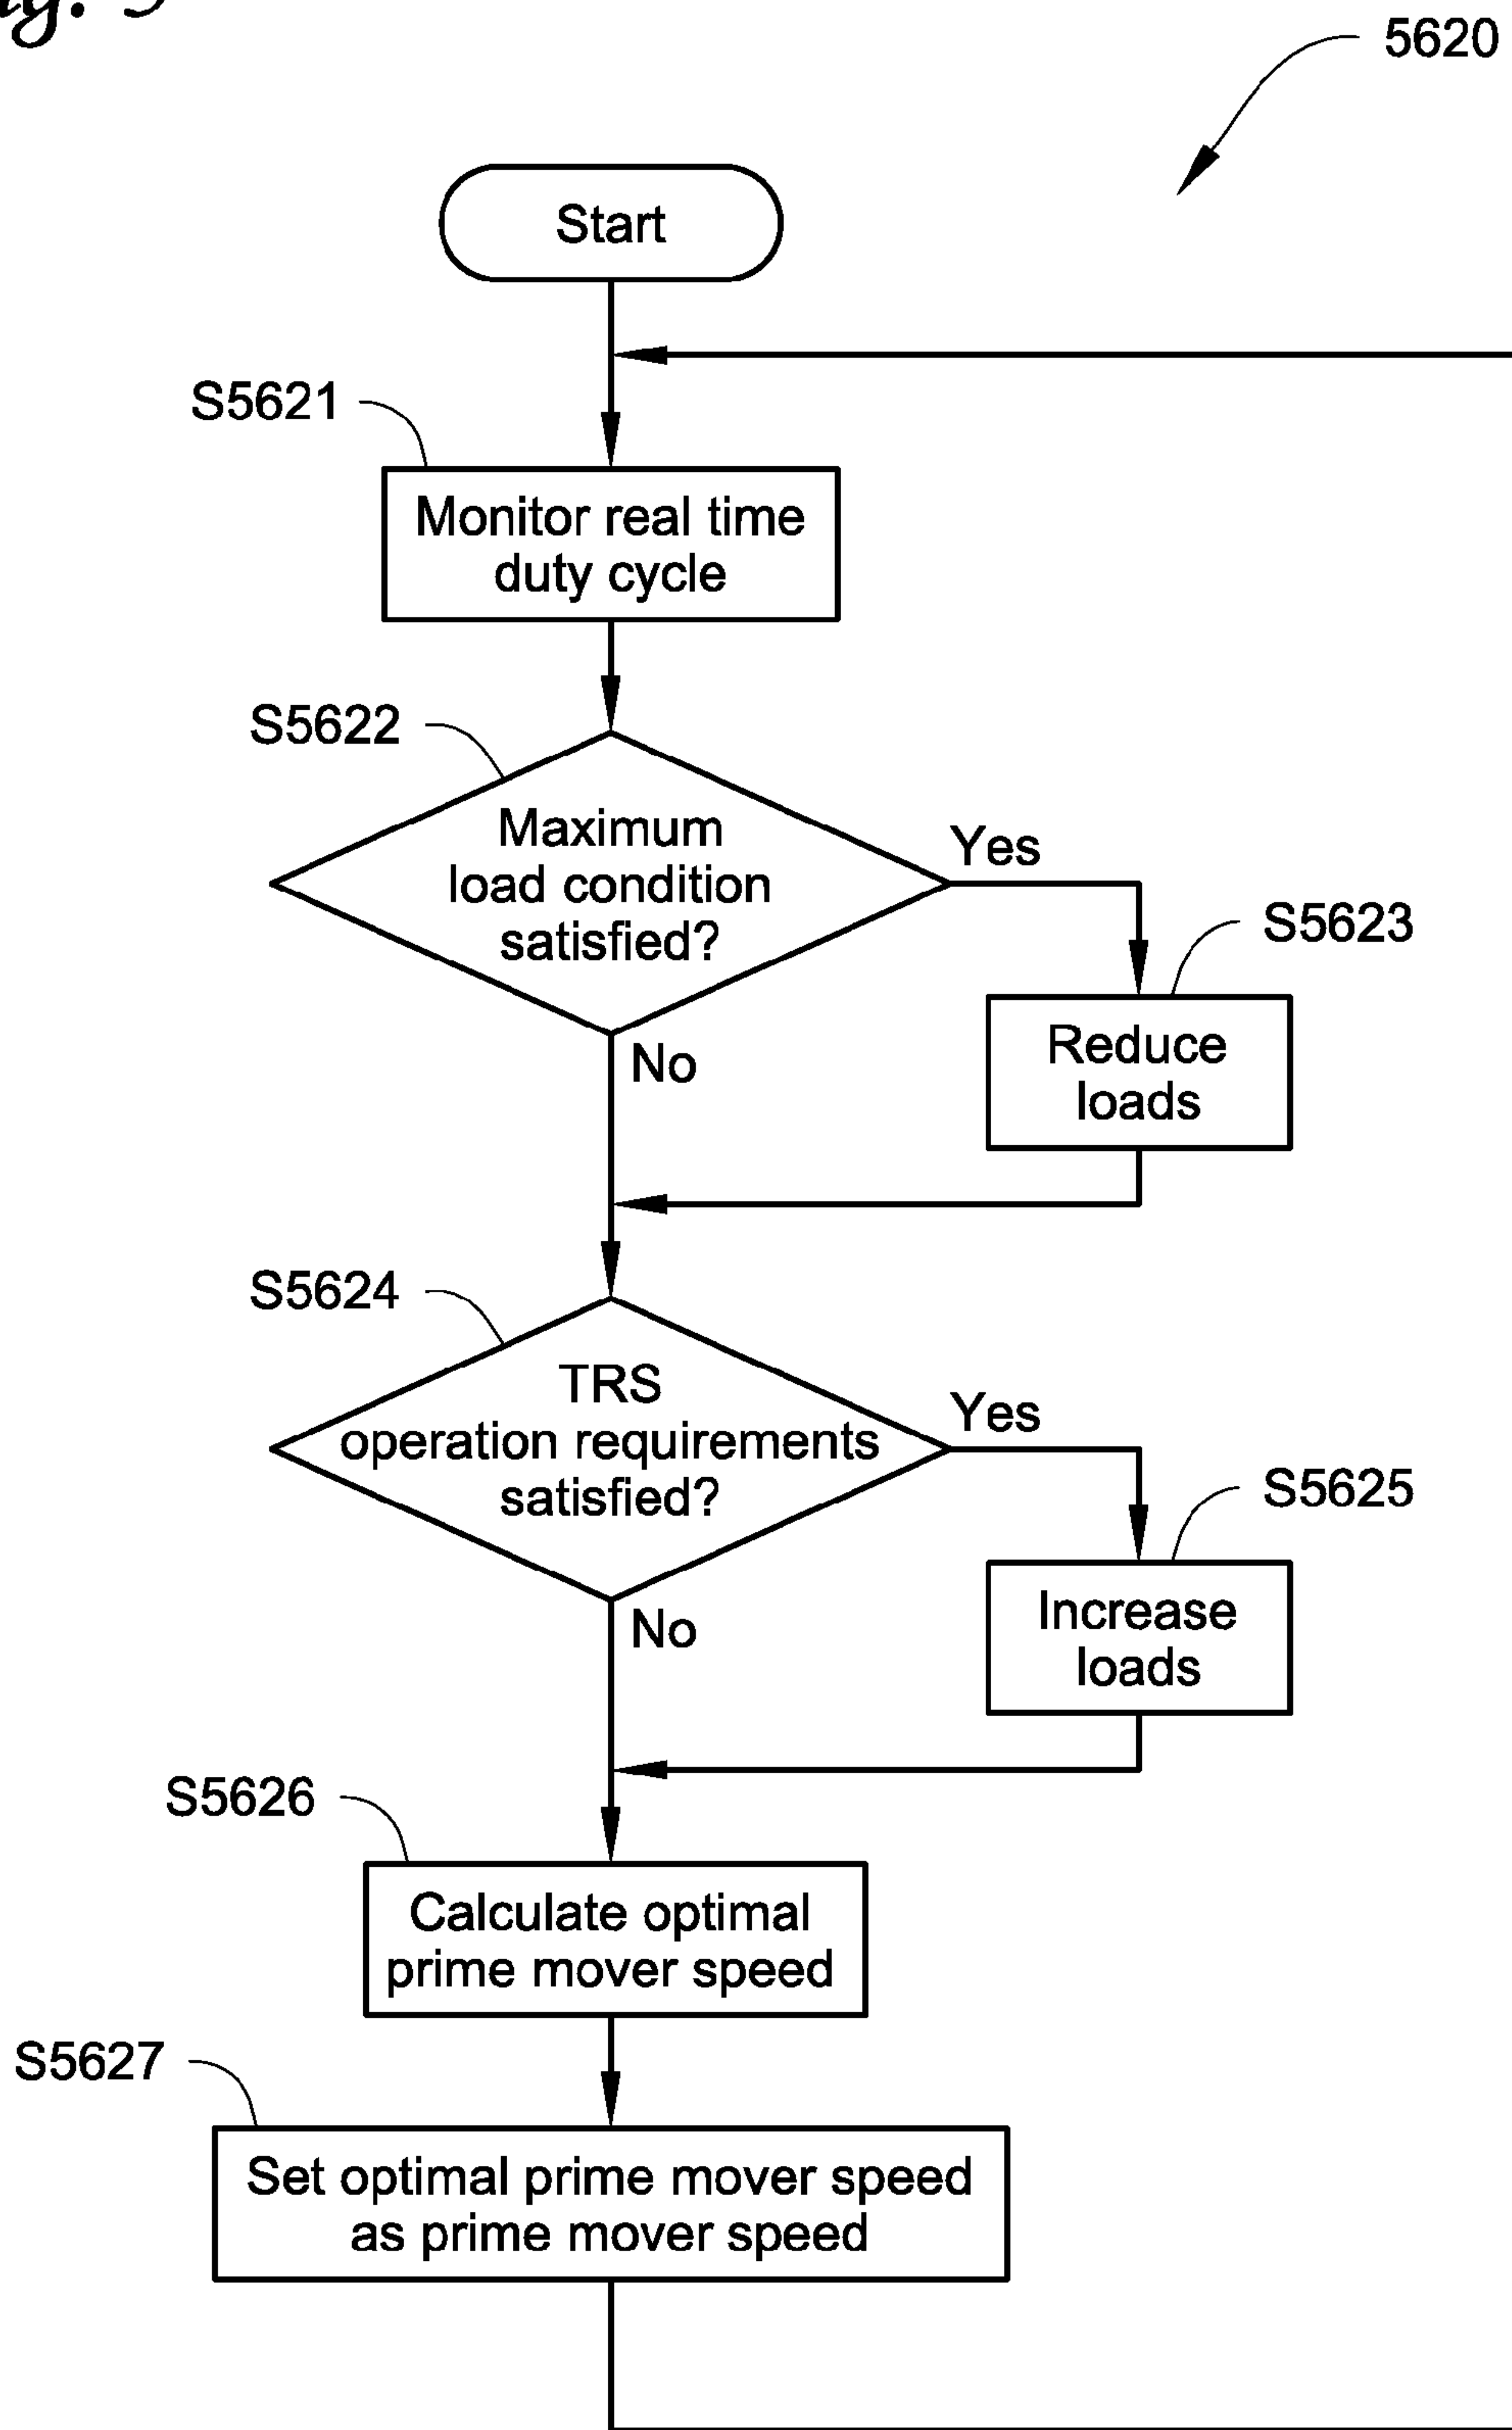 5620
Start
S5621
Monitor real time
duty cycle
S5622
Maximum
load condition
satisfied?
Yes
No
S5623
Reduce
loads
S5624
TRS
operation requirements
satisfied?
Yes
No
S5625
Increase
loads
S5626
Calculate optimal
prime mover speed
S5627
Set optimal prime mover speed
as prime mover speed